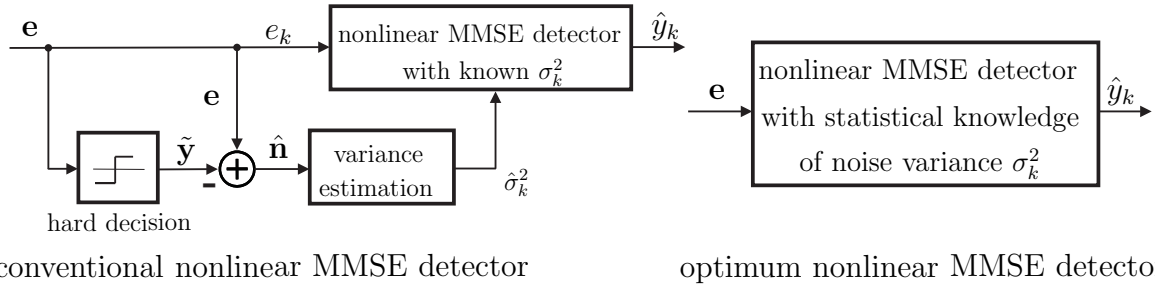 e
e_k
nonlinear MMSE detector
with known σ_k^2
ŷ_k
e
ỹ
-
+
n̂
variance
estimation
σ̂_k^2
hard decision
conventional nonlinear MMSE detector
e
nonlinear MMSE detector
with statistical knowledge
of noise variance σ_k^2
ŷ_k
optimum nonlinear MMSE detecto